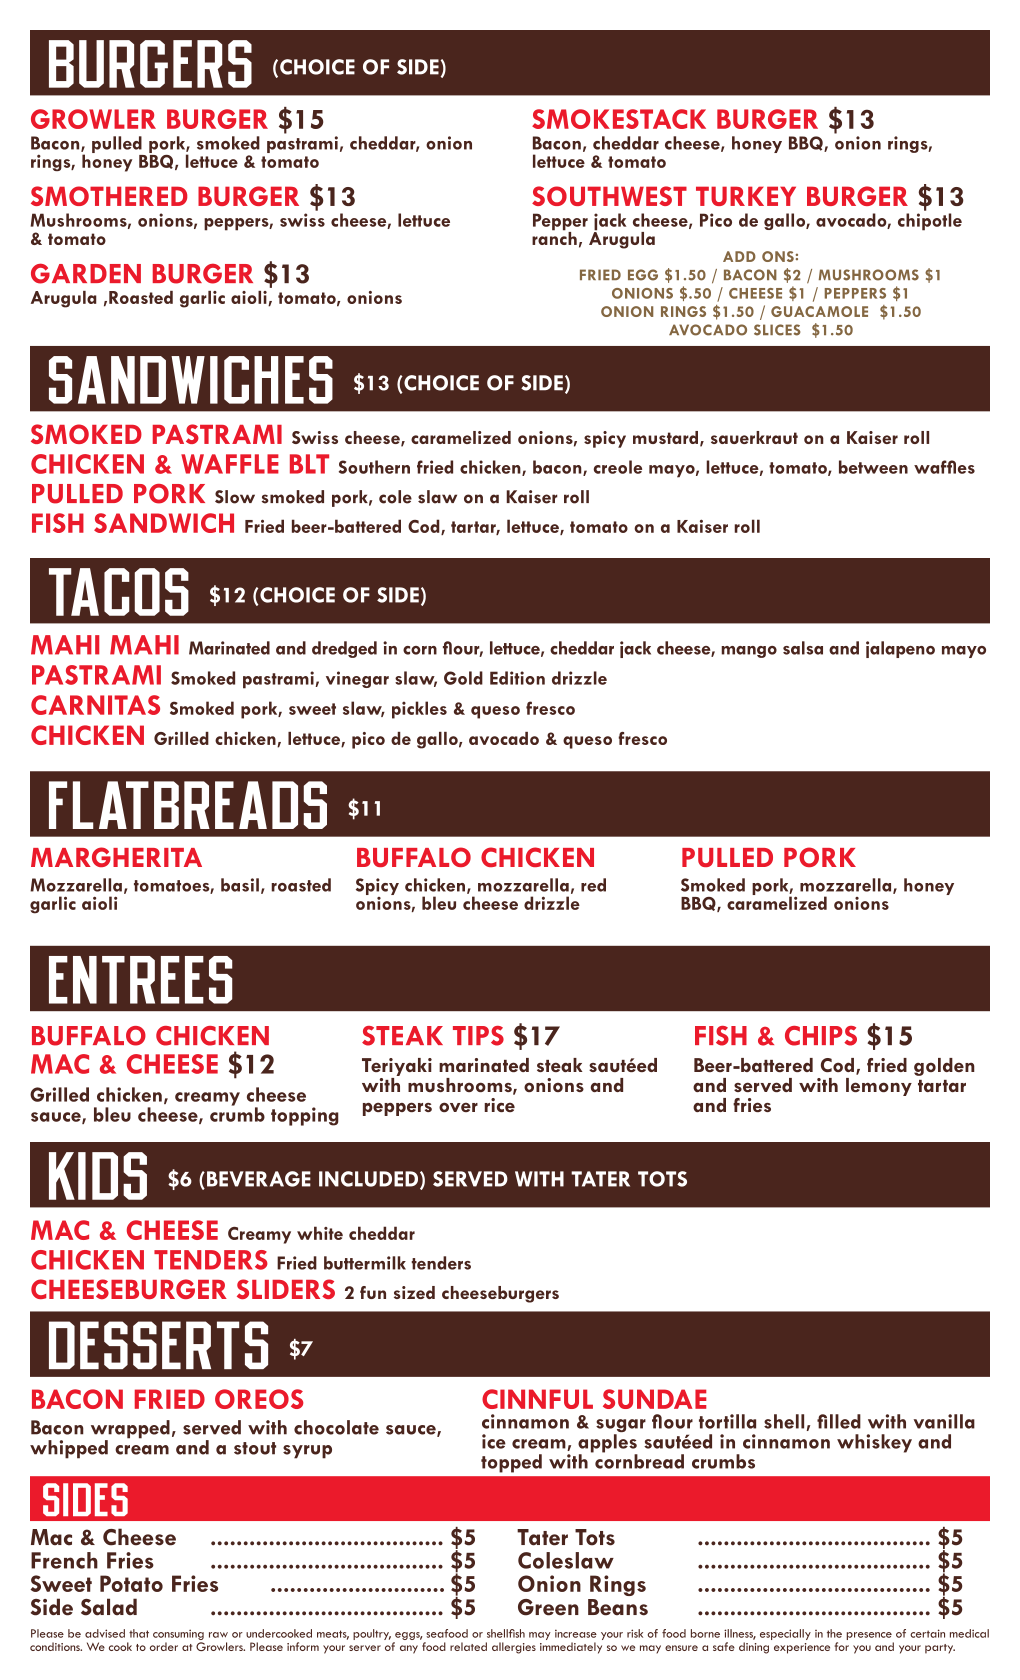 BURGERS (CHOICE OF SIDE)
GROWLER BURGER $15
Bacon, pulled pork, smoked pastrami, cheddar, onion
rings, honey BBQ, lettuce & tomato
SMOTHERED BURGER $13
Mushrooms, onions, peppers, swiss cheese, lettuce
& tomato
GARDEN BURGER $13
Arugula ,Roasted garlic aioli, tomato, onions
SMOKESTACK BURGER $13
Bacon, cheddar cheese, honey BBQ, onion rings,
lettuce & tomato
SOUTHWEST TURKEY BURGER $13
Pepper jack cheese, Pico de gallo, avocado, chipotle
ranch, Arugula
ADD ONS:
FRIED EGG $1.50 / BACON $2 / MUSHROOMS $1
ONIONS $.50 / CHEESE $1 / PEPPERS $1
ONION RINGS $1.50 / GUACAMOLE $1.50
AVOCADO SLICES $1.50
SANDWICHES $13 (CHOICE OF SIDE)
SMOKED PASTRAMI Swiss cheese, caramelized onions, spicy mustard, sauerkraut on a Kaiser roll
CHICKEN & WAFFLE BLT Southern fried chicken, bacon, creole mayo, lettuce, tomato, between waffles
PULLED PORK Slow smoked pork, cole slaw on a Kaiser roll
FISH SANDWICH Fried beer-battered Cod, tartar, lettuce, tomato on a Kaiser roll
TACOS $12 (CHOICE OF SIDE)
MAHI MAHI Marinated and dredged in corn flour, lettuce, cheddar jack cheese, mango salsa and jalapeno mayo
PASTRAMI Smoked pastrami, vinegar slaw, Gold Edition drizzle
CARNITAS Smoked pork, sweet slaw, pickles & queso fresco
CHICKEN Grilled chicken, lettuce, pico de gallo, avocado & queso fresco
FLATBREADS $11
MARGHERITA
Mozzarella, tomatoes, basil, roasted
garlic aioli
BUFFALO CHICKEN
Spicy chicken, mozzarella, red
onions, bleu cheese drizzle
PULLED PORK
Smoked pork, mozzarella, honey
BBQ, caramelized onions
ENTREES
BUFFALO CHICKEN
MAC & CHEESE $12
Grilled chicken, creamy cheese
sauce, bleu cheese, crumb topping
STEAK TIPS $17
Teriyaki marinated steak sautéed
with mushrooms, onions and
peppers over rice
FISH & CHIPS $15
Beer-battered Cod, fried golden
and served with lemony tartar
and fries
KIDS $6 (BEVERAGE INCLUDED) SERVED WITH TATER TOTS
MAC & CHEESE Creamy white cheddar
CHICKEN TENDERS Fried buttermilk tenders
CHEESEBURGER SLIDERS 2 fun sized cheeseburgers
DESSERTS $7
BACON FRIED OREOS
Bacon wrapped, served with chocolate sauce,
whipped cream and a stout syrup
CINNFUL SUNDAE
cinnamon & sugar flour tortilla shell, filled with vanilla
ice cream, apples sautéed in cinnamon whiskey and
topped with cornbread crumbs
SIDES
Mac & Cheese .................................... $5
French Fries .................................... $5
Sweet Potato Fries ........................... $5
Side Salad .................................... $5
Tater Tots .................................... $5
Coleslaw .................................... $5
Onion Rings .................................... $5
Green Beans .................................... $5
Please be advised that consuming raw or undercooked meats, poultry, eggs, seafood or shellfish may increase your risk of food borne illness, especially in the presence of certain medical
conditions. We cook to order at Growlers. Please inform your server of any food related allergies immediately so we may ensure a safe dining experience for you and your party.